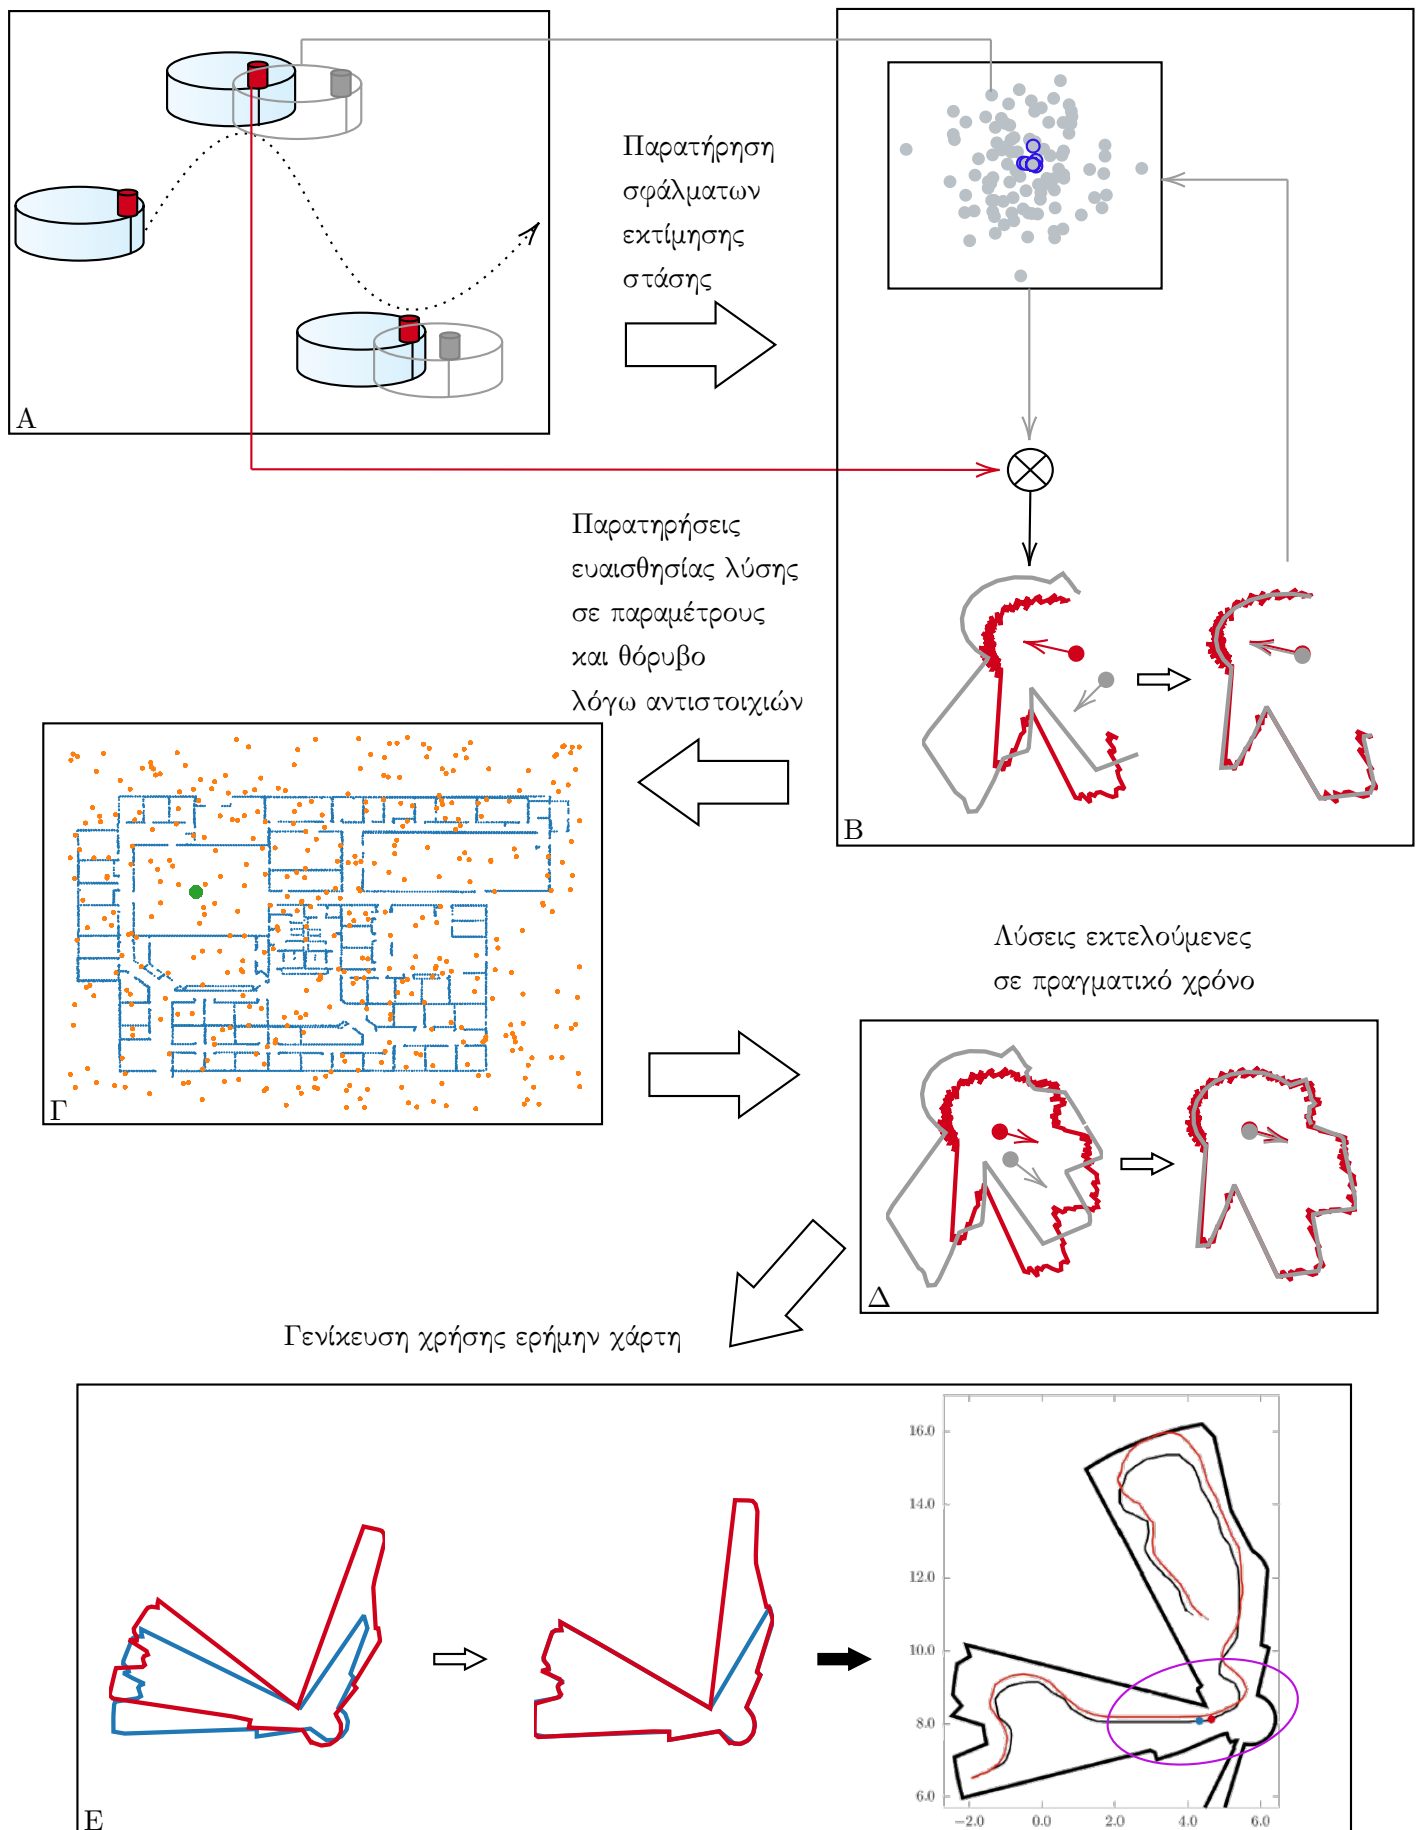 Παρατήρηση
σφάλματων
εκτίμησης
στάσης
Α
Παρατηρήσεις
ευαισθησίας λύσης
σε παραμέτρους
και θόρυβο
λόγω αντιστοιχιών
Β
Γ
Λύσεις εκτελούμενες
σε πραγματικό χρόνο
Δ
Γενίκευση χρήσης ερήμην χάρτη
16.0
14.0
12.0
10.0
8.0
6.0
−2.0 0.0 2.0 4.0 6.0
Ε